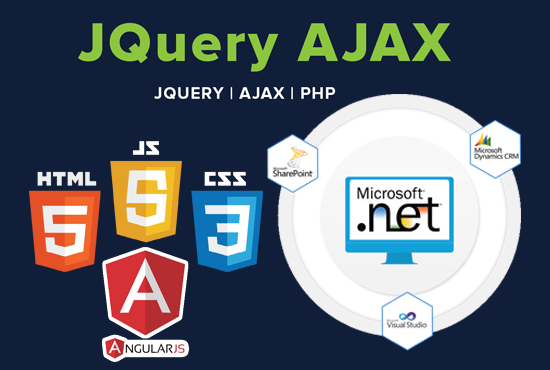 JQuery AJAX
JQUERY | AJAX | PHP
JS
HTML
CSS
5
5
3
A
ANGULARJS
Microsoft
SharePoint
Microsoft
Dynamics CRM
Microsoft
.net
Visual Studio